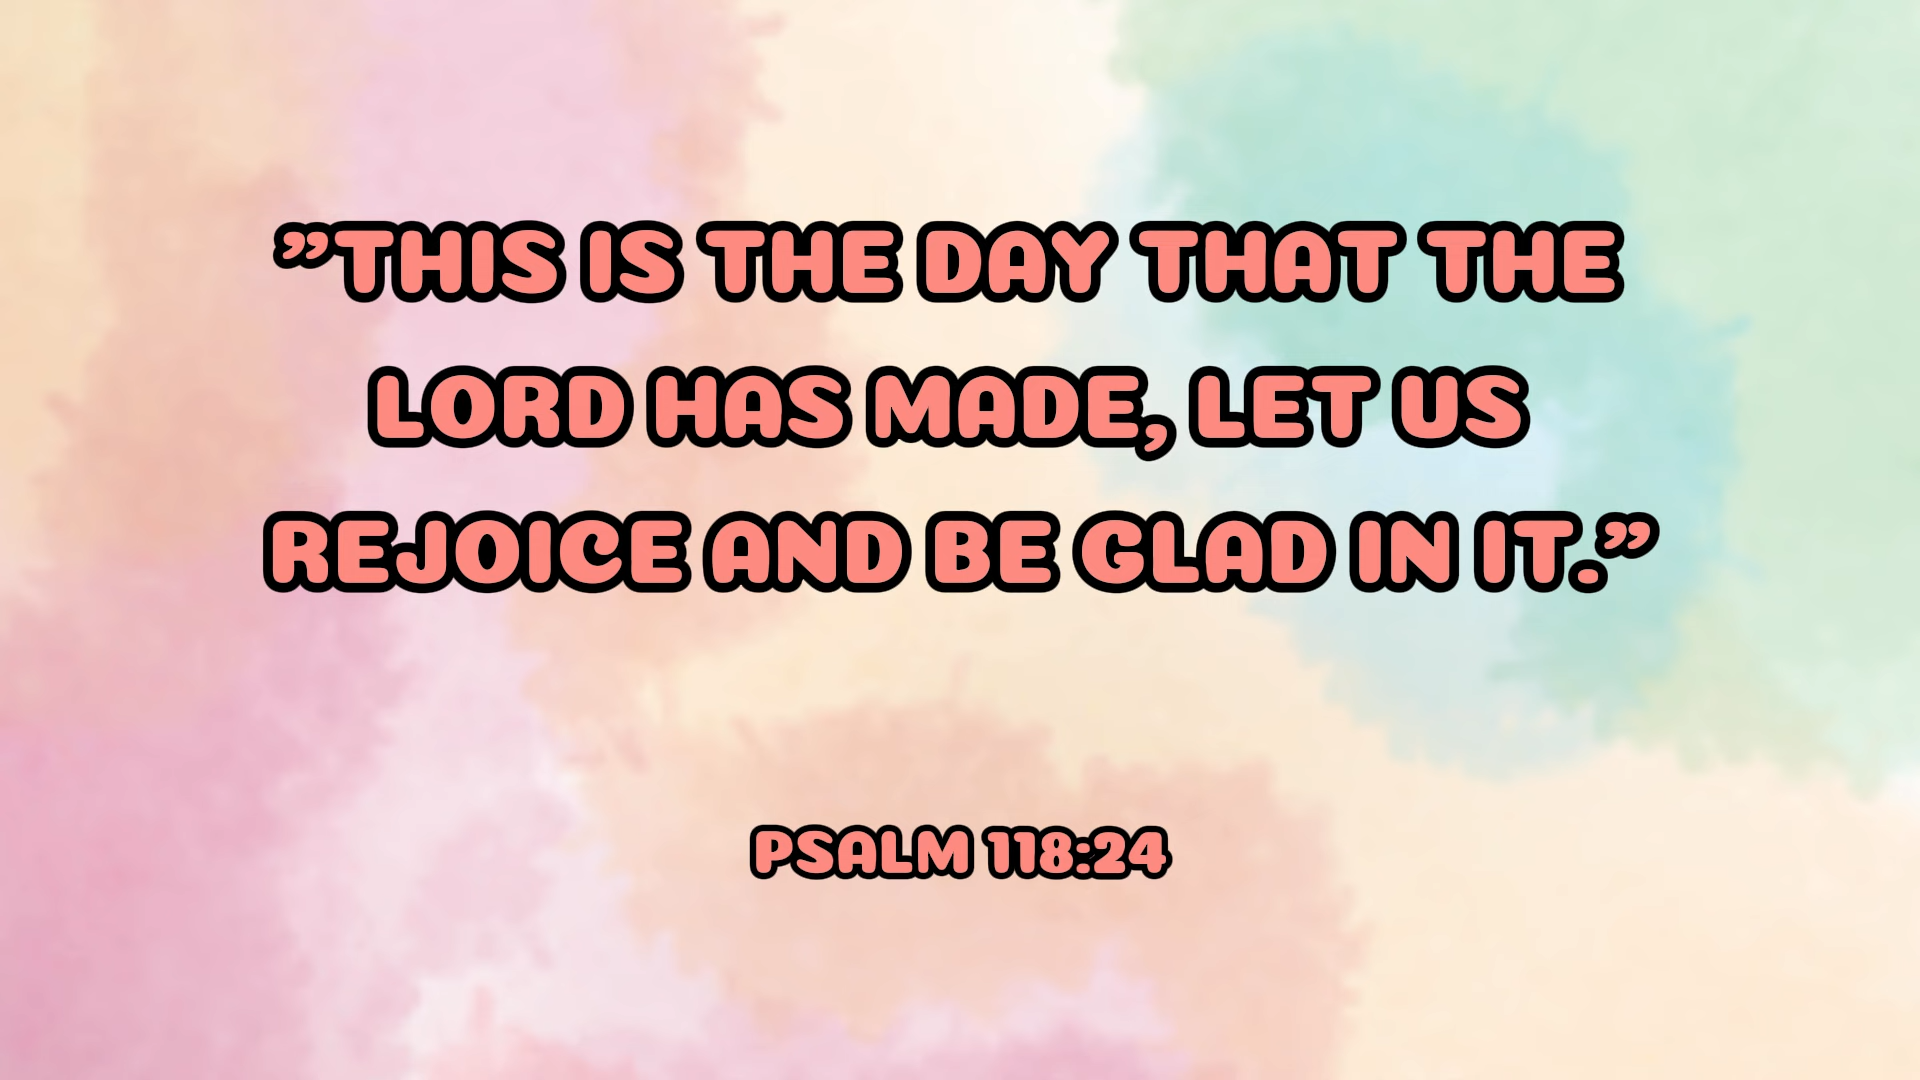 ”THIS IS THE DAY THAT THE
LORD HAS MADE, LET US
REJOICE AND BE GLAD IN IT.”
PSALM 118:24